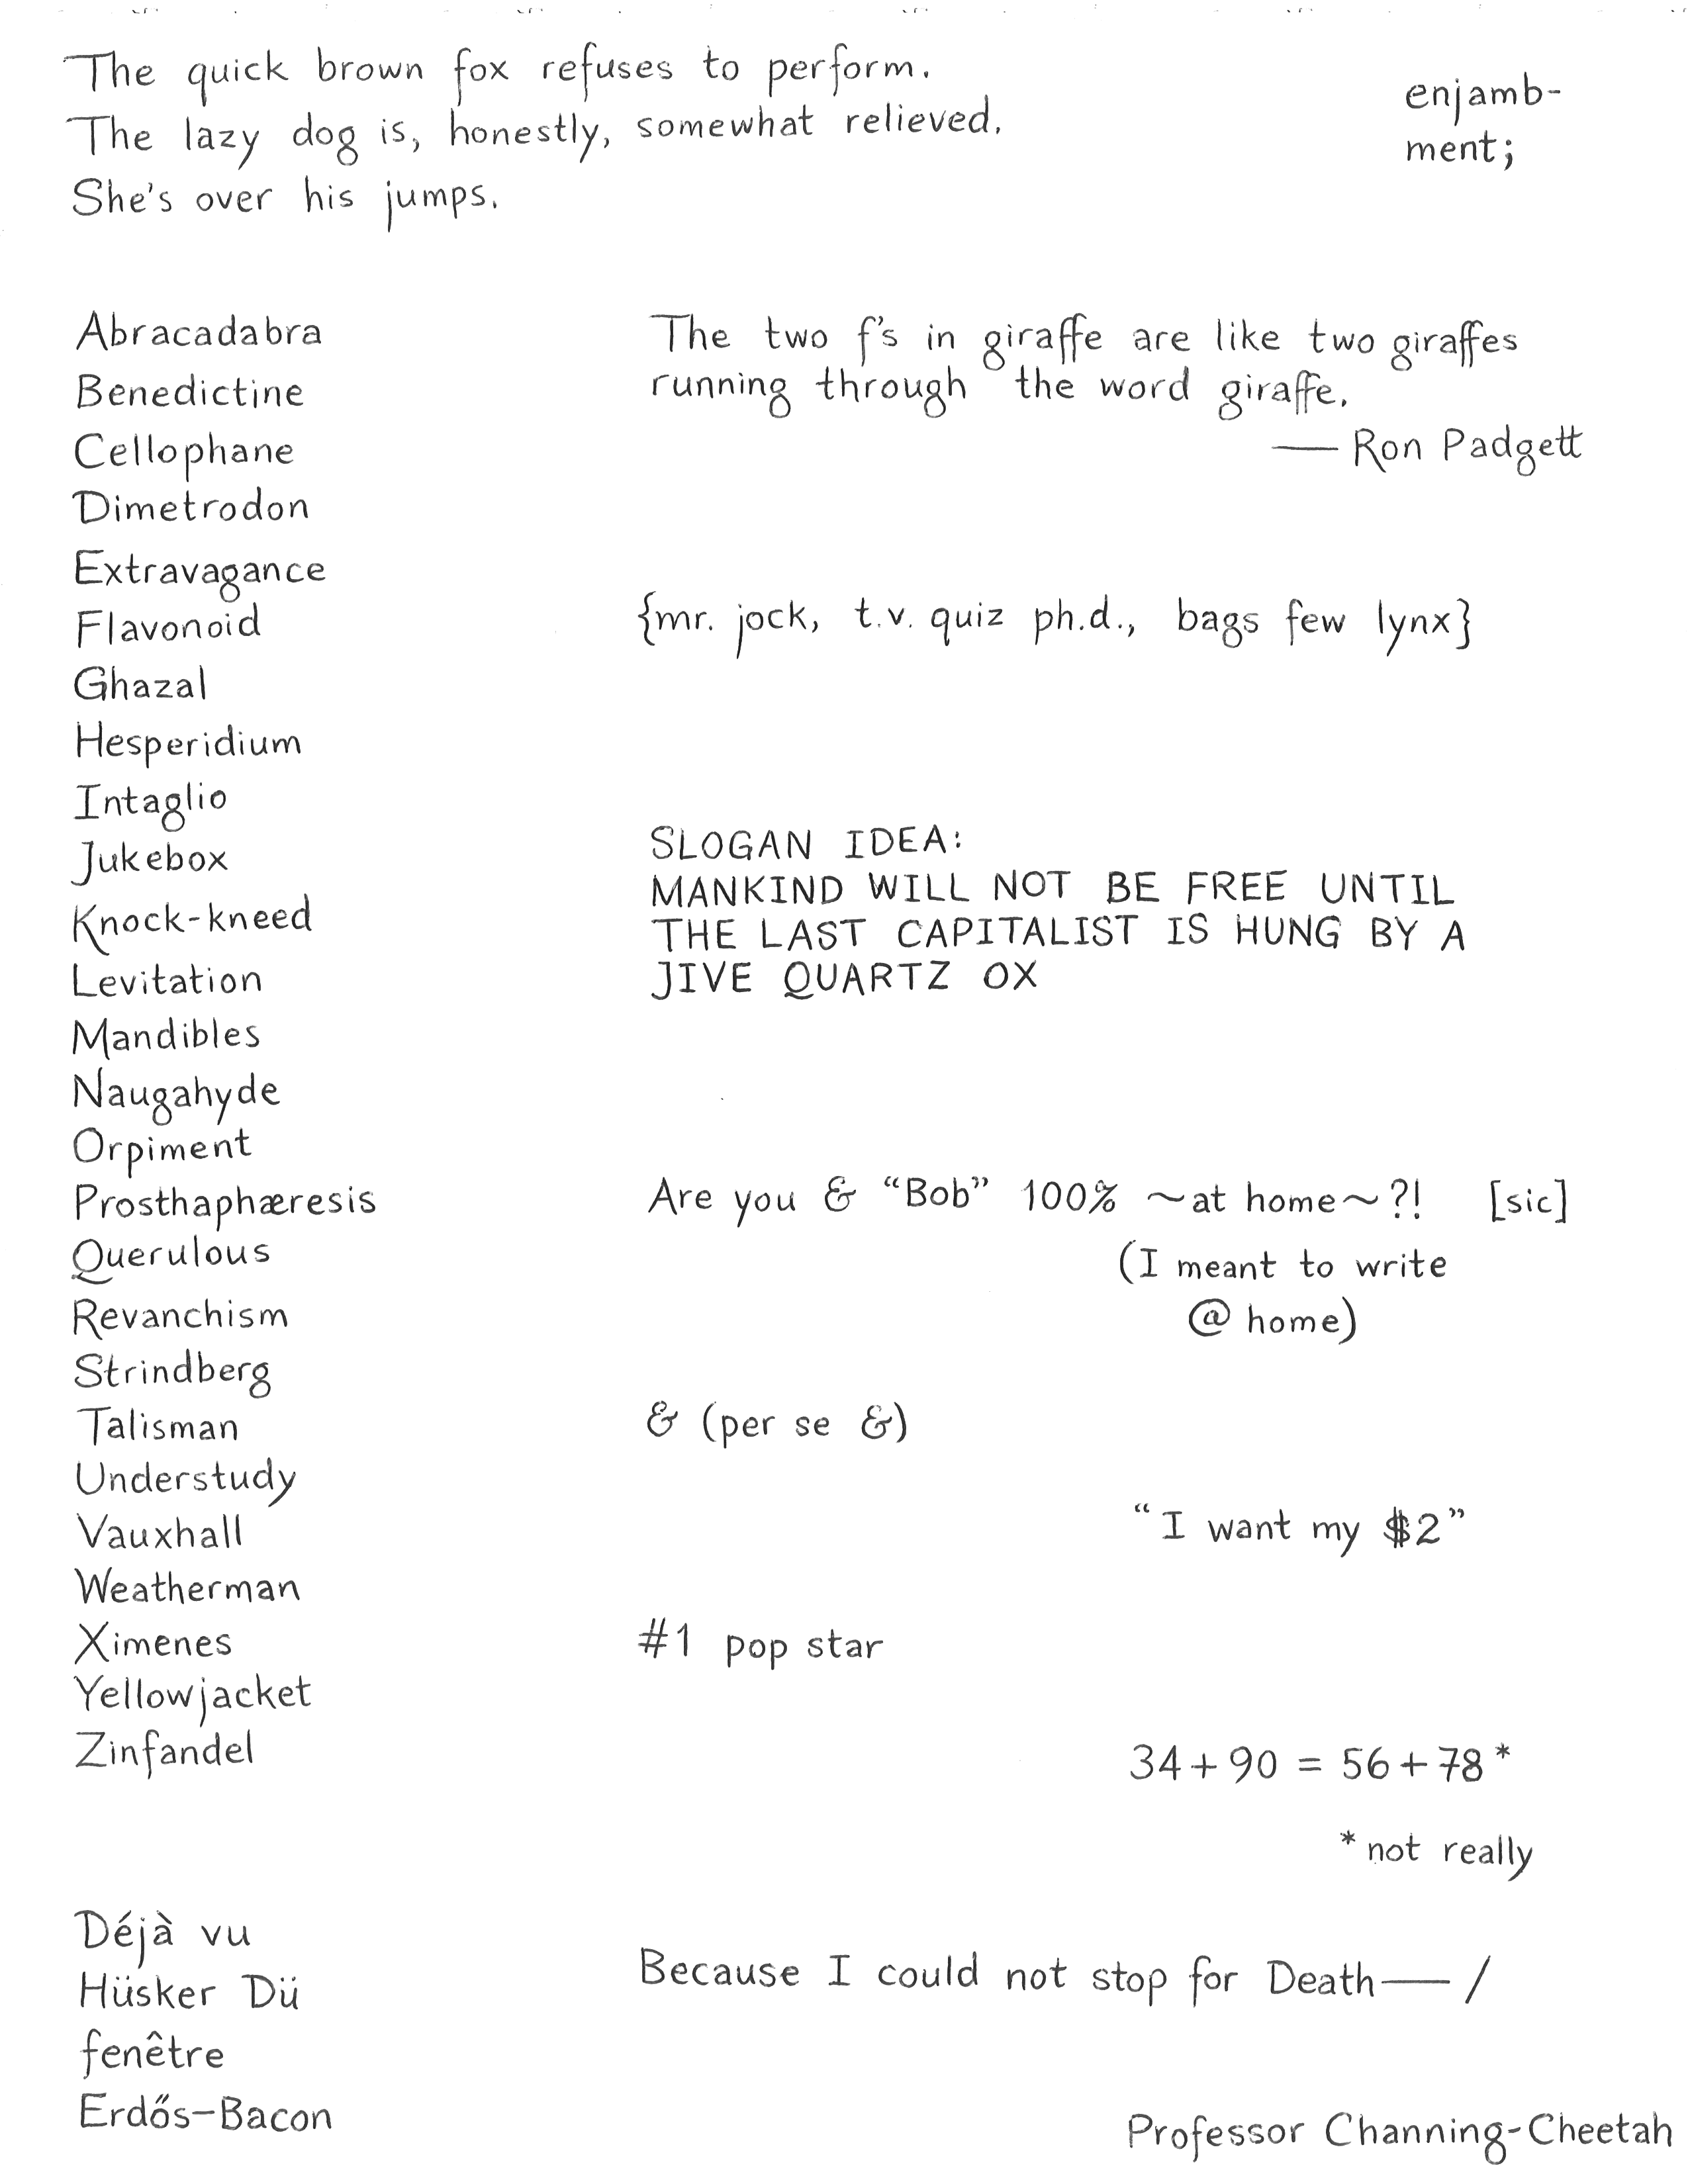 The quick brown fox refuses to perform.
The lazy dog is, honestly, somewhat relieved.
She's over his jumps.
enjamb-
ment;
Abracadabra
Benedictine
Cellophane
Dimetrodon
Extravagance
Flavonoid
Ghazal
Hesperidium
Intaglio
Jukebox
Knock-kneed
Levitation
Mandibles
Naugahyde
Orpiment
Prosthaphæresis
Querulous
Revanchism
Strindberg
Talisman
Understudy
Vauxhall
Weatherman
Ximenes
Yellowjacket
Zinfandel
Déjà vu
Hüsker Dü
fenêtre
Erdős-Bacon
The two f's in giraffe are like two giraffes
running through the word giraffe.
— Ron Padgett
{mr. jock, t.v. quiz ph.d., bags few lynx}
SLOGAN IDEA:
MANKIND WILL NOT BE FREE UNTIL
THE LAST CAPITALIST IS HUNG BY A
JIVE QUARTZ OX
Are you & “Bob” 100% ~at home~?! [sic]
(I meant to write
@ home)
& (per se &)
“I want my $2”
#1 pop star
34+90 = 56+78*
*not really
Because I could not stop for Death— /
Professor Channing-Cheetah